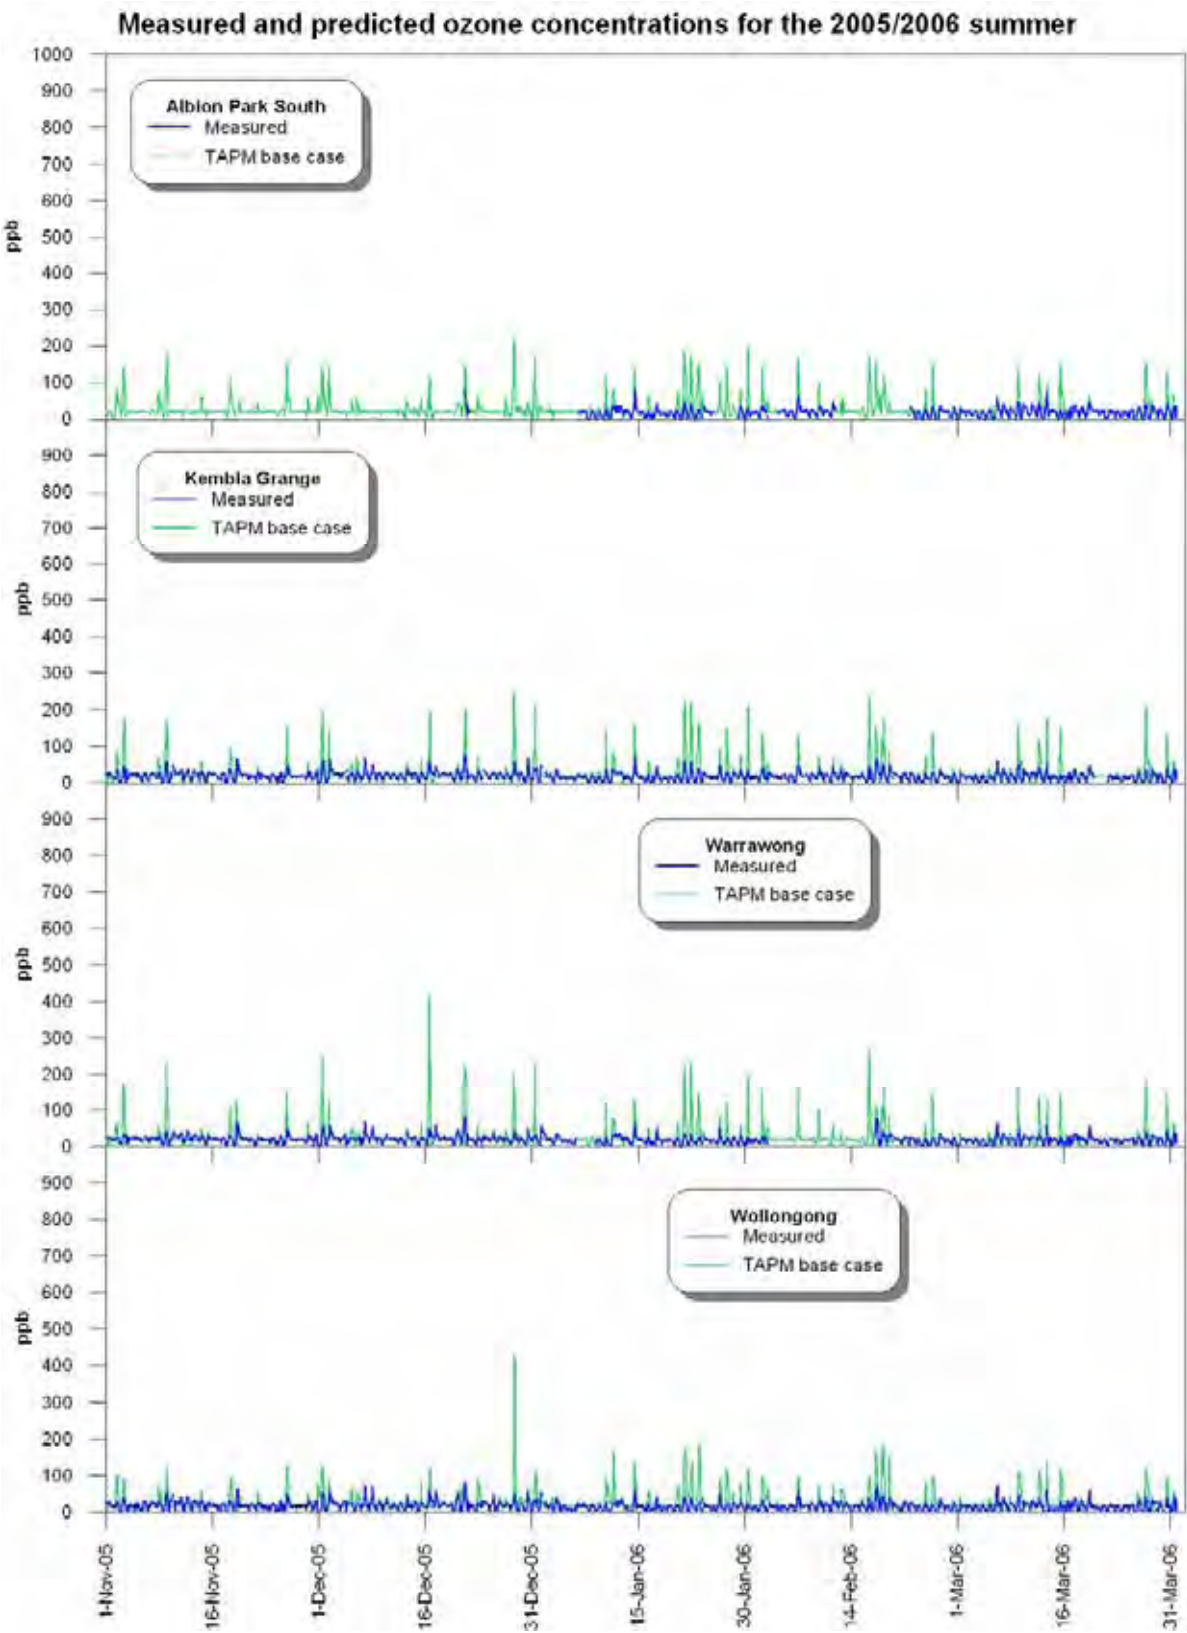 Measured and predicted ozone concentrations for the 2005/2006 summer
1000
900
800
700
600
500
400
300
200
100
0
ppb
Albion Park South
Measured
TAPM base case
900
800
700
600
500
400
300
200
100
0
ppb
Kembla Grange
Measured
TAPM base case
900
800
700
600
500
400
300
200
100
0
ppb
Warrawong
Measured
TAPM base case
900
800
700
600
500
400
300
200
100
0
ppb
Wollongong
Measured
TAPM base case
1-Nov-05
16-Nov-05
1-Dec-05
16-Dec-05
31-Dec-05
15-Jan-06
30-Jan-06
14-Feb-06
1-Mar-06
16-Mar-06
31-Mar-06